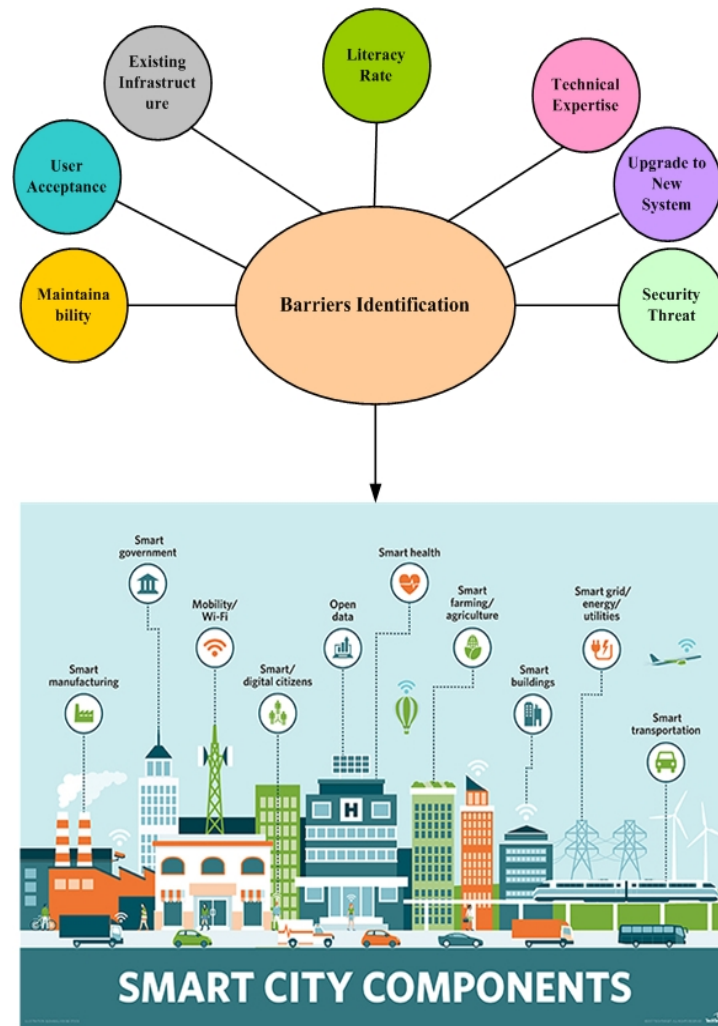 Existing
Infrastruct
ure
Literacy
Rate
Technical
Expertise
User
Acceptance
Upgrade to
New
System
Maintaina
bility
Barriers Identification
Security
Threat
Smart
government
Smart health
Mobility/
Wi-Fi
Open
data
Smart
farming/
agriculture
Smart grid/
energy/
utilities
Smart
manufacturing
Smart/
digital citizens
Smart
buildings
Smart
transportation
H
SMART CITY COMPONENTS